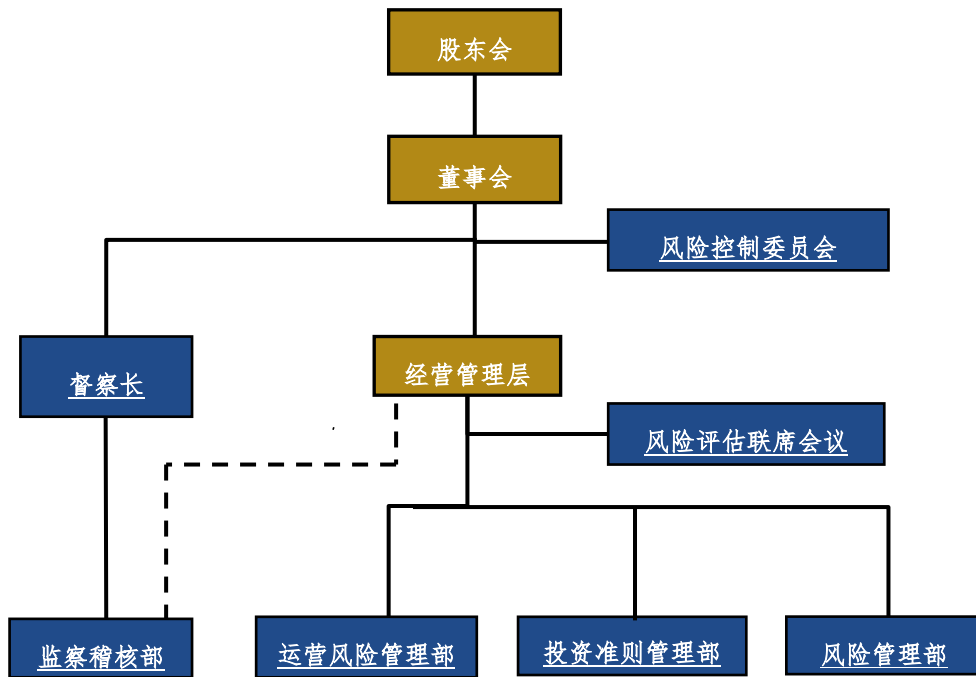 股东会
董事会
风险控制委员会
督察长
经营管理层
风险评估联席会议
监察稽核部
运营风险管理部
投资准则管理部
风险管理部